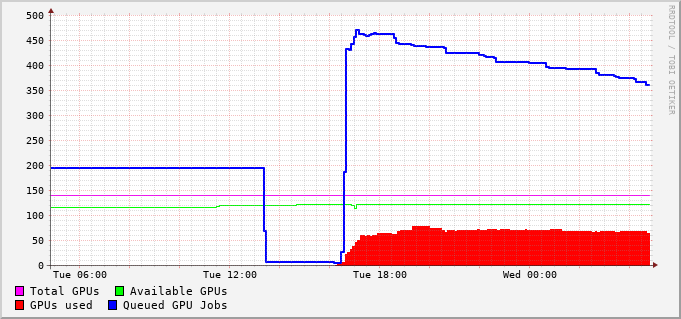 500
450
400
350
300
250
200
150
100
50
0
Tue 06:00 Tue 12:00 Tue 18:00 Wed 00:00
Total GPUs Available GPUs
GPUs used Queued GPU Jobs
RRDTOOL / TOBI OETIKER